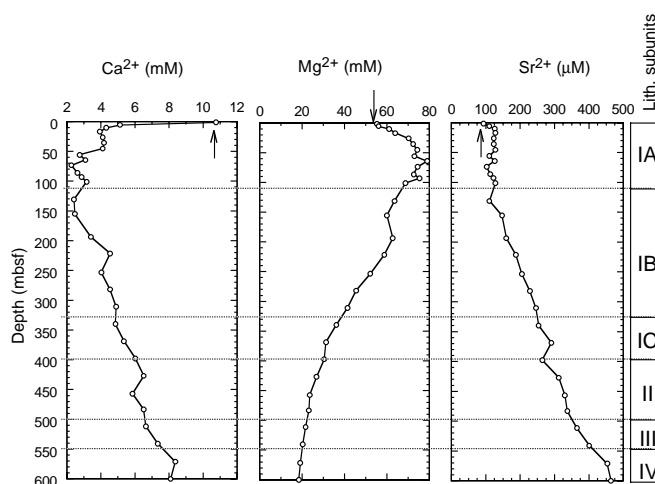 Ca2+ (mM)
Mg2+ (mM)
Sr2+ (μM)
Lith. subunits
2 4 6 8 10 12
0 20 40 60 80
0 100 200 300 400 500
Depth (mbsf)
0
50
100
150
200
250
300
350
400
450
500
550
600
IA
IB
IC
II
III
IV